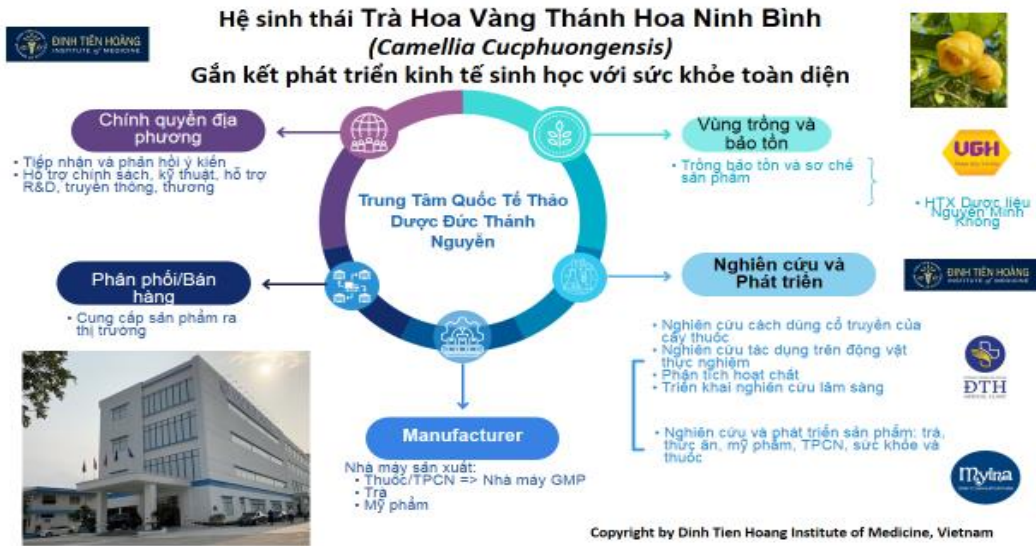 Hệ sinh thái Trà Hoa Vàng Thánh Hoa Ninh Bình
(Camellia Cucphuongensis)
Gắn kết phát triển kinh tế sinh học với sức khỏe toàn diện
ĐINH TIÊN HOÀNG
INSTITUTE of MEDICINE
Chính quyền địa
phương
• Tiếp nhận và phản hồi ý kiến
• Hỗ trợ chính sách, kỹ thuật, hỗ trợ
R&D, truyền thông, thương
Vùng trồng và
bảo tồn
• Trồng bảo tồn và sơ chế
sản phẩm
UGH
• HTX Dược liệu
Nguyễn Minh
Không
Trung Tâm Quốc Tế Thảo
Dược Đức Thánh
Nguyễn
Phân phối/Bán
hàng
• Cung cấp sản phẩm ra
thị trường
Nghiên cứu và
Phát triển
ĐINH TIÊN HOÀNG
INSTITUTE of MEDICINE
• Nghiên cứu cách dùng cổ truyền của
cây thuốc
• Nghiên cứu tác dụng trên động vật
thực nghiệm
• Phân tích hoạt chất
• Triển khai nghiên cứu lâm sàng
ĐTH
MEDICAL CLINIC
• Nghiên cứu và phát triển sản phẩm: trà,
thức ăn, mỹ phẩm, TPCN, sức khỏe và
thuốc
Myina
Manufacturer
Nhà máy sản xuất:
• Thuốc/TPCN => Nhà máy GMP
• Trà
• Mỹ phẩm
Copyright by Dinh Tien Hoang Institute of Medicine, Vietnam